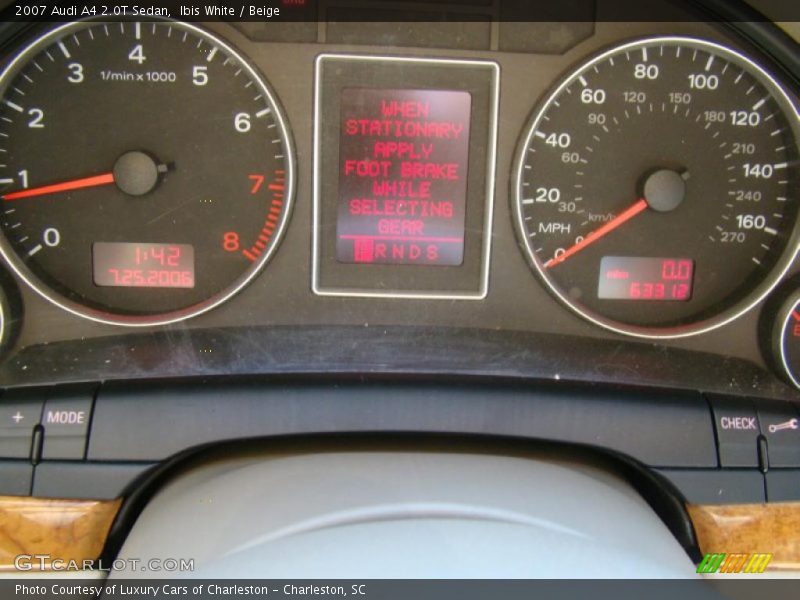 2007 Audi A4 2.0T Sedan,  Ibis White / Beige
1/min x 1000
0 1 2 3 4 5 6 7 8
1:42
7.25.2006
WHEN
STATIONARY
APPLY
FOOT BRAKE
WHILE
SELECTING
GEAR
R N D S
0 20 40 60 80 100 120 140 160
30 60 90 120 150 180 210 240 270
MPH
km/h
0.0
63312
+
MODE
CHECK
GTCARLOT.COM
Photo Courtesy of Luxury Cars of Charleston - Charleston, SC